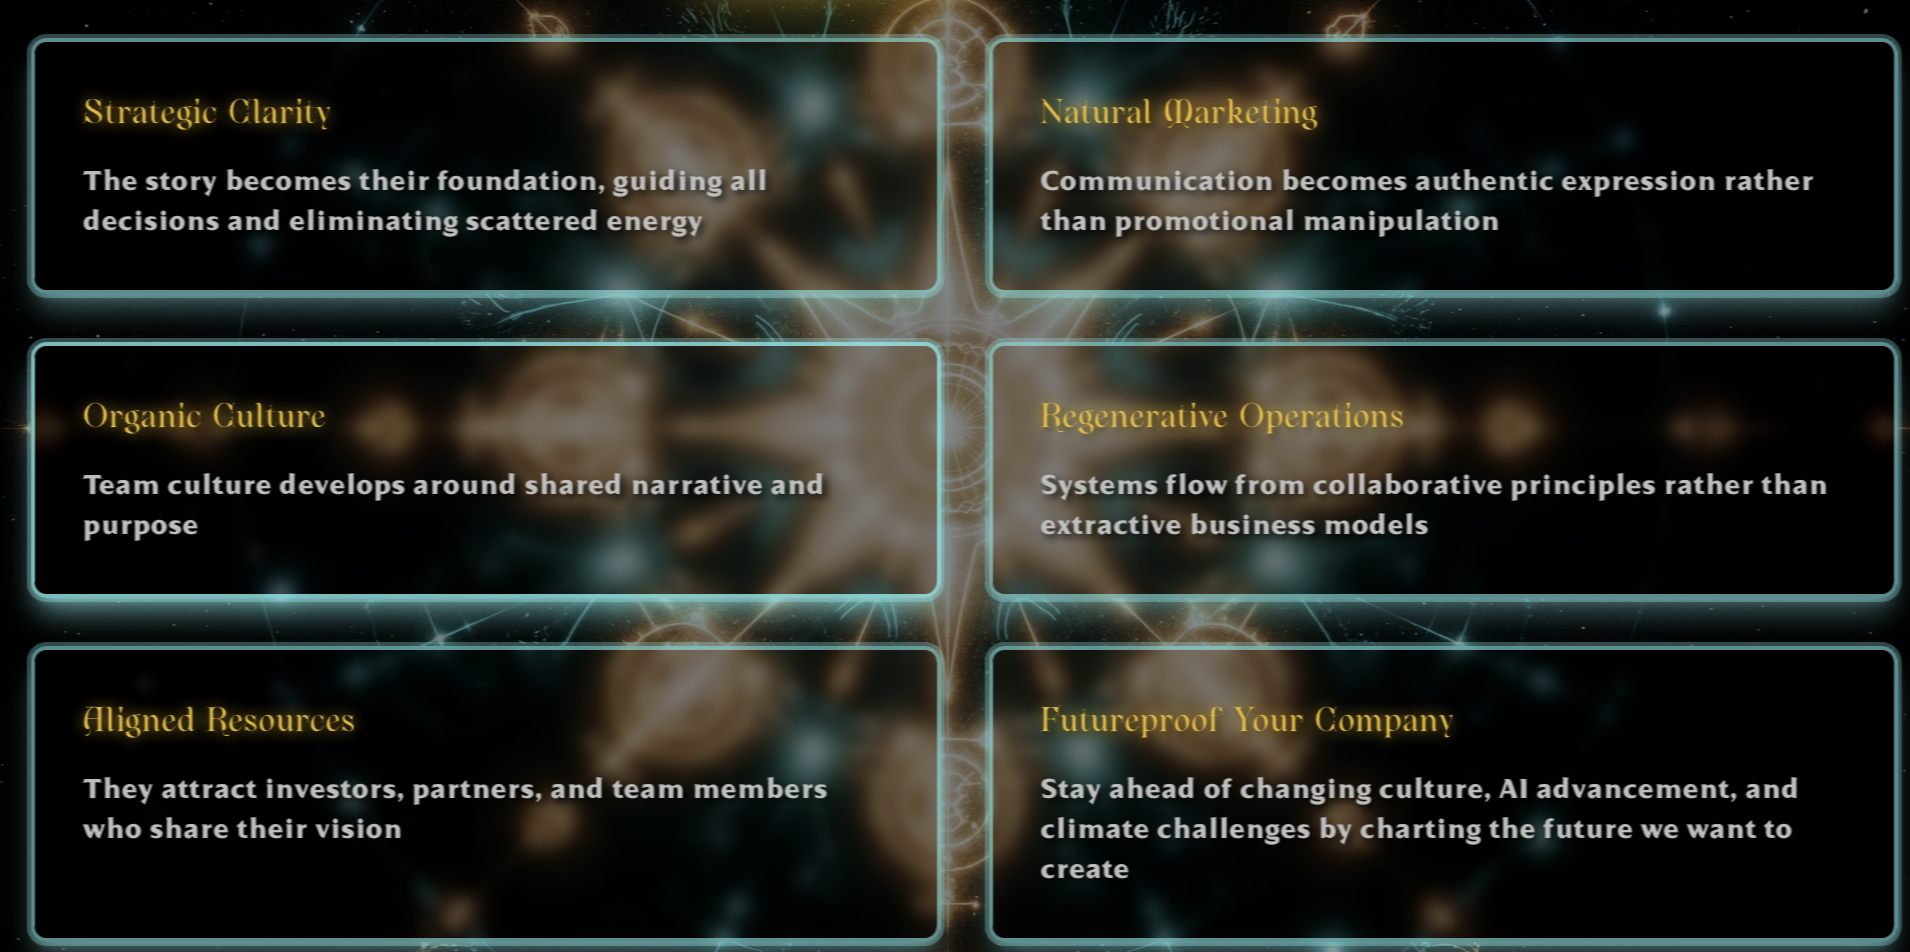 Strategic Clarity
The story becomes their foundation, guiding all
decisions and eliminating scattered energy
Natural Marketing
Communication becomes authentic expression rather
than promotional manipulation
Organic Culture
Team culture develops around shared narrative and
purpose
Regenerative Operations
Systems flow from collaborative principles rather than
extractive business models
Aligned Resources
They attract investors, partners, and team members
who share their vision
Futureproof Your Company
Stay ahead of changing culture, AI advancement, and
climate challenges by charting the future we want to
create